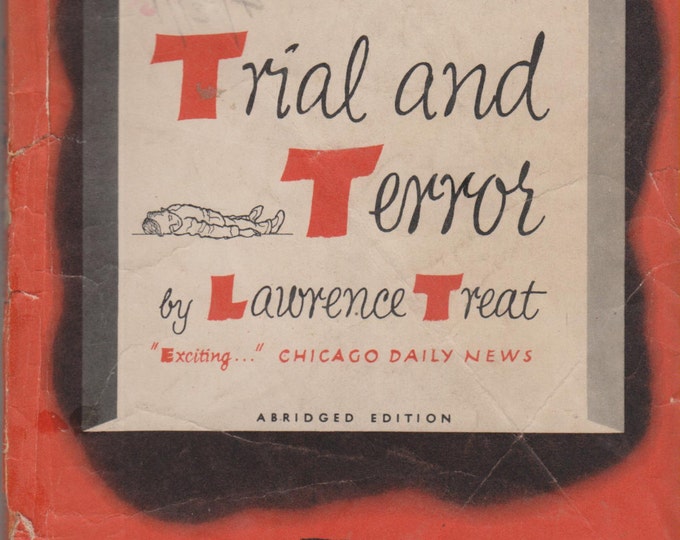 Trial and
Terror
by Lawrence Treat
"Exciting..." CHICAGO DAILY NEWS
ABRIDGED EDITION